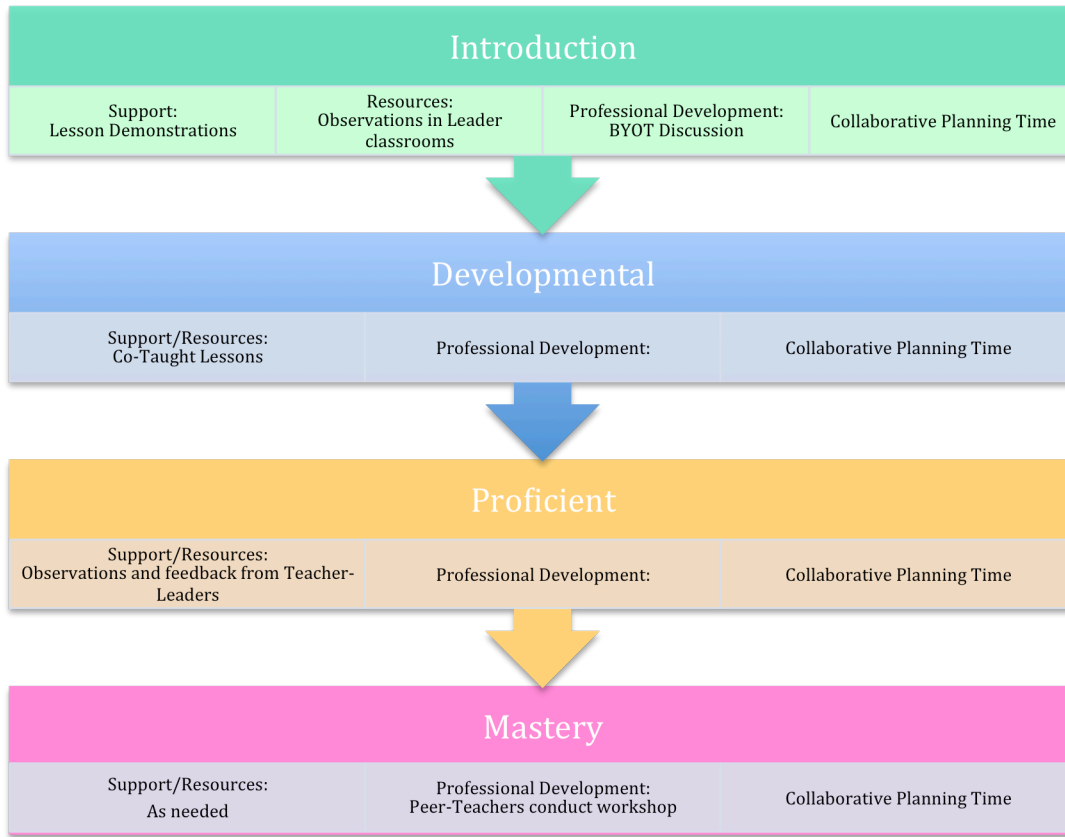 Introduction
Support:
Lesson Demonstrations
Resources:
Observations in Leader
classrooms
Professional Development:
BYOT Discussion
Collaborative Planning Time
Developmental
Support/Resources:
Co-Taught Lessons
Professional Development:
Collaborative Planning Time
Proficient
Support/Resources:
Observations and feedback from Teacher-
Leaders
Professional Development:
Collaborative Planning Time
Mastery
Support/Resources:
As needed
Professional Development:
Peer-Teachers conduct workshop
Collaborative Planning Time